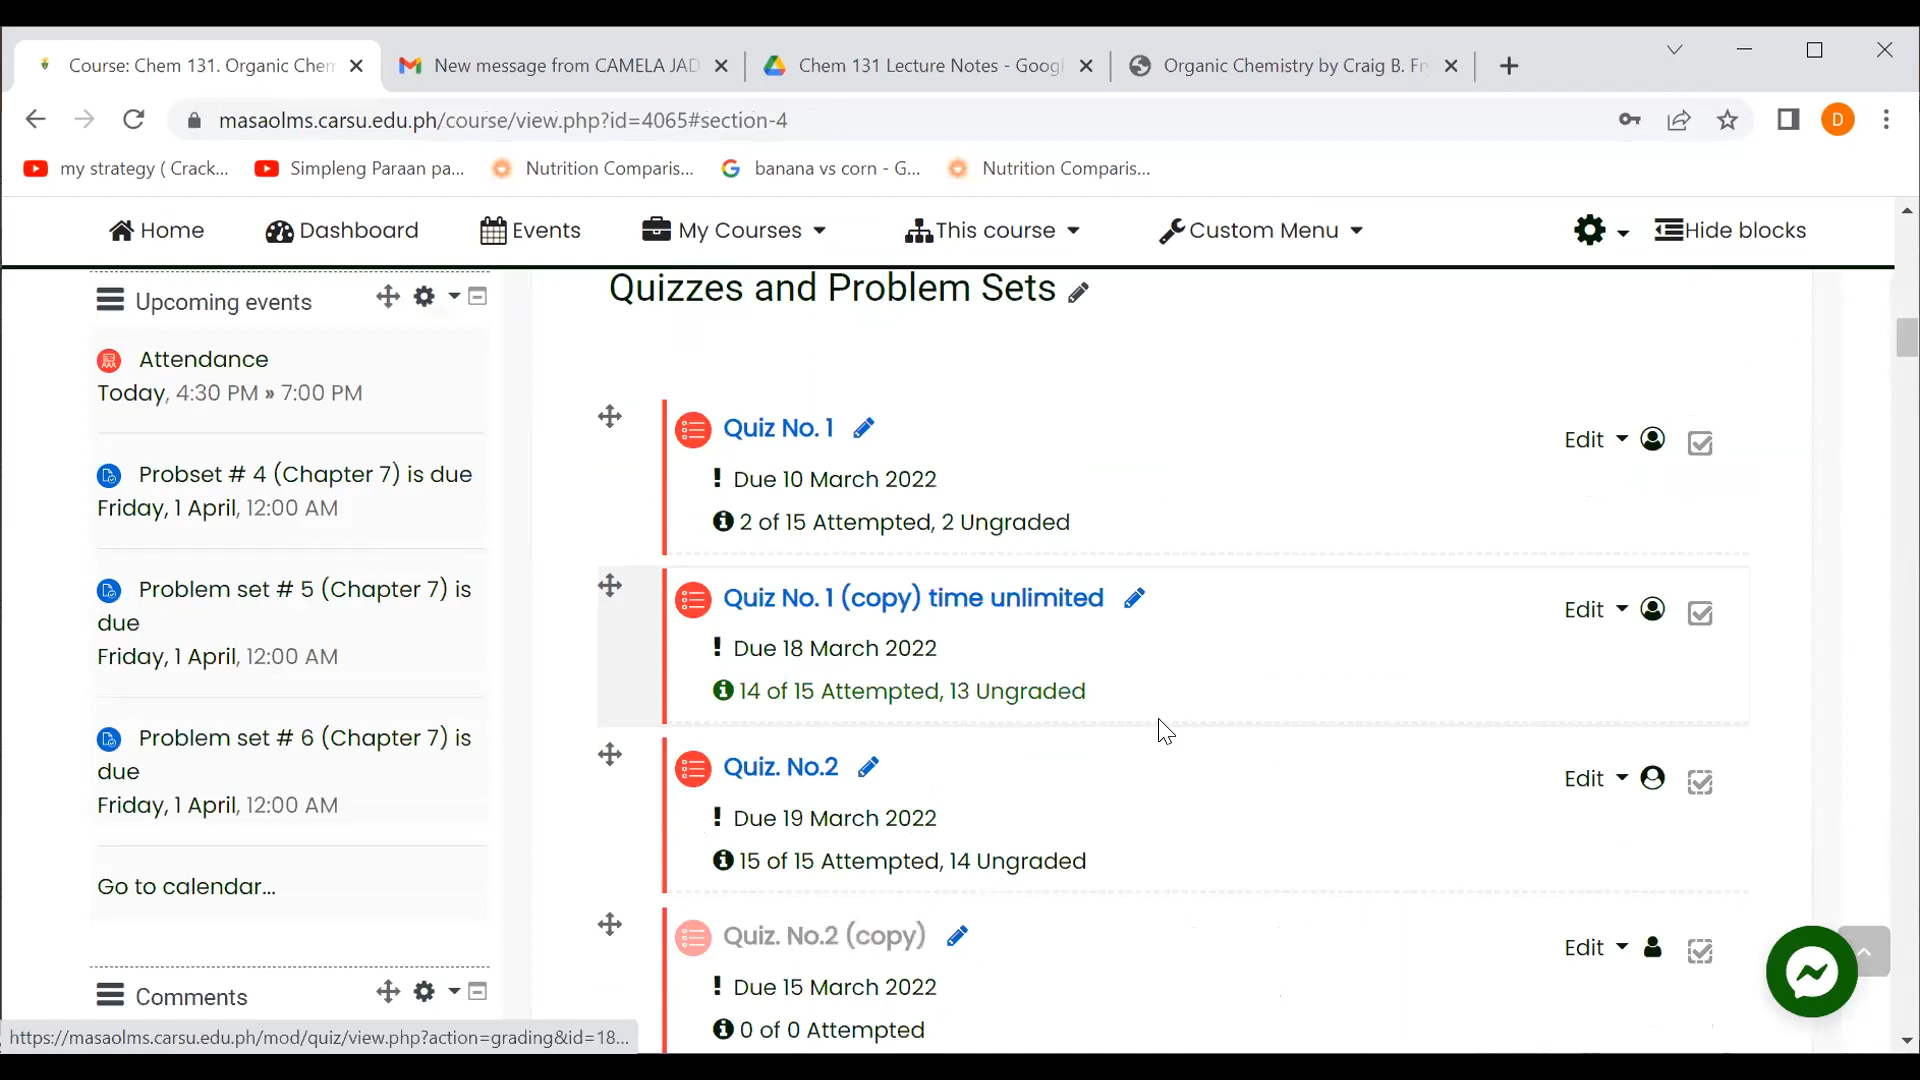 Course: Chem 131. Organic Chem
New message from CAMELA JAD
Chem 131 Lecture Notes - Googl
Organic Chemistry by Craig B. Fry
masaolms.carsu.edu.ph/course/view.php?id=4065#section-4
D
my strategy ( Crack...
Simpleng Paraan pa...
Nutrition Comparis...
banana vs corn - G...
Nutrition Comparis...
Home
Dashboard
Events
My Courses
This course
Custom Menu
Hide blocks
Upcoming events
Attendance
Today, 4:30 PM » 7:00 PM
Probset # 4 (Chapter 7) is due
Friday, 1 April, 12:00 AM
Problem set # 5 (Chapter 7) is
due
Friday, 1 April, 12:00 AM
Problem set # 6 (Chapter 7) is
due
Friday, 1 April, 12:00 AM
Go to calendar...
Comments
Quizzes and Problem Sets
Quiz No. 1
Edit
Due 10 March 2022
2 of 15 Attempted, 2 Ungraded
Quiz No. 1 (copy) time unlimited
Edit
Due 18 March 2022
14 of 15 Attempted, 13 Ungraded
Quiz. No.2
Edit
Due 19 March 2022
15 of 15 Attempted, 14 Ungraded
Quiz. No.2 (copy)
Edit
Due 15 March 2022
0 of 0 Attempted
https://masaolms.carsu.edu.ph/mod/quiz/view.php?action=grading&id=18...